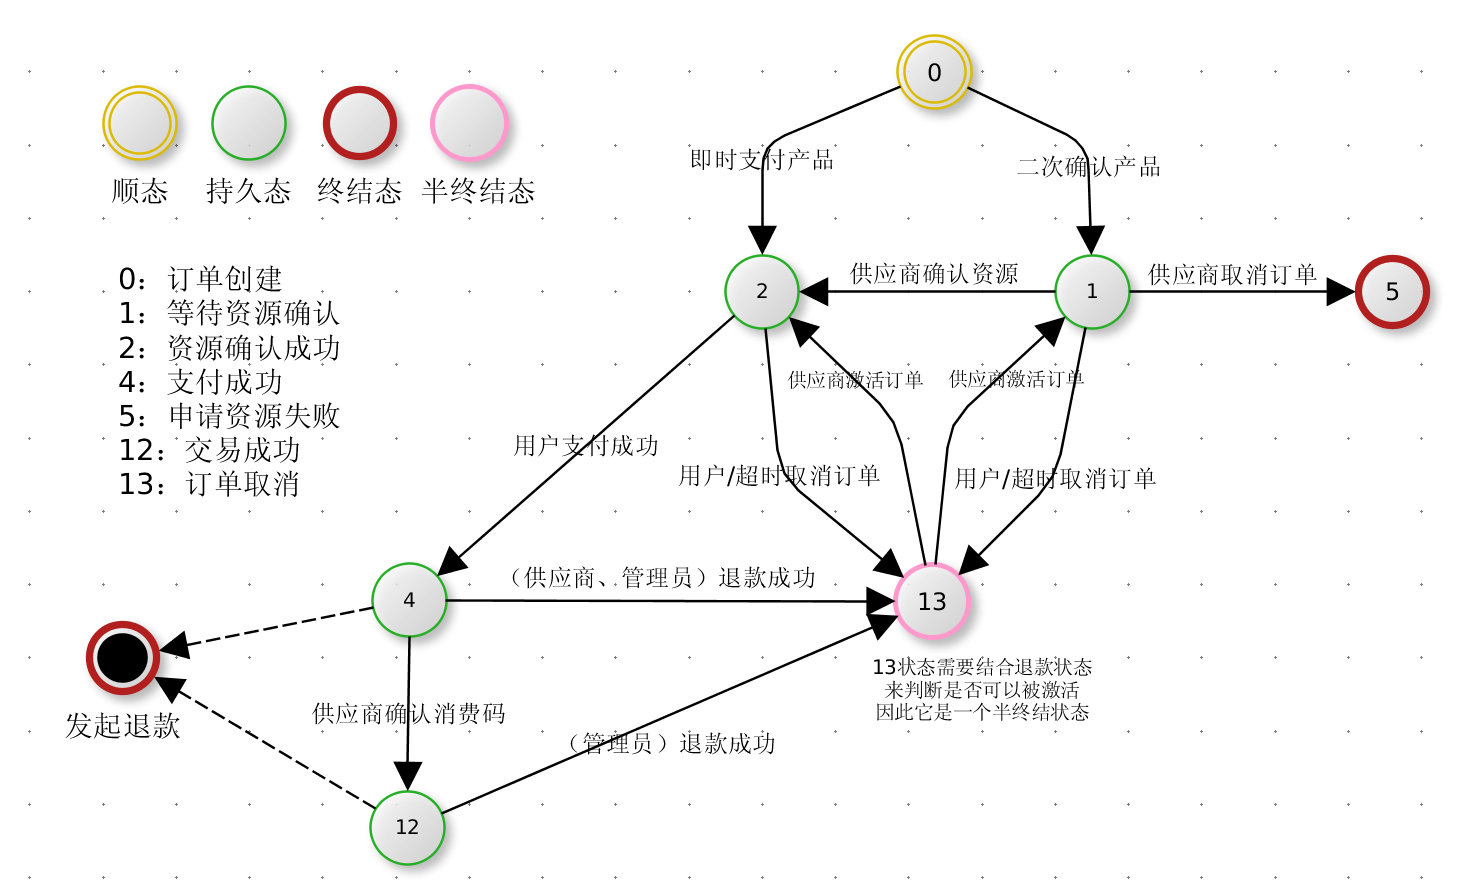 0
即时支付产品
二次确认产品
顺态
持久态
终结态
半终结态
0：订单创建
1：等待资源确认
2：资源确认成功
4：支付成功
5：申请资源失败
12：交易成功
13：订单取消
2
供应商确认资源
1
供应商取消订单
5
供应商激活订单
供应商激活订单
用户支付成功
用户/超时取消订单
用户/超时取消订单
4
（供应商、管理员）退款成功
13
13状态需要结合退款状态
来判断是否可以被激活
因此它是一个半终结状态
发起退款
供应商确认消费码
（管理员）退款成功
12